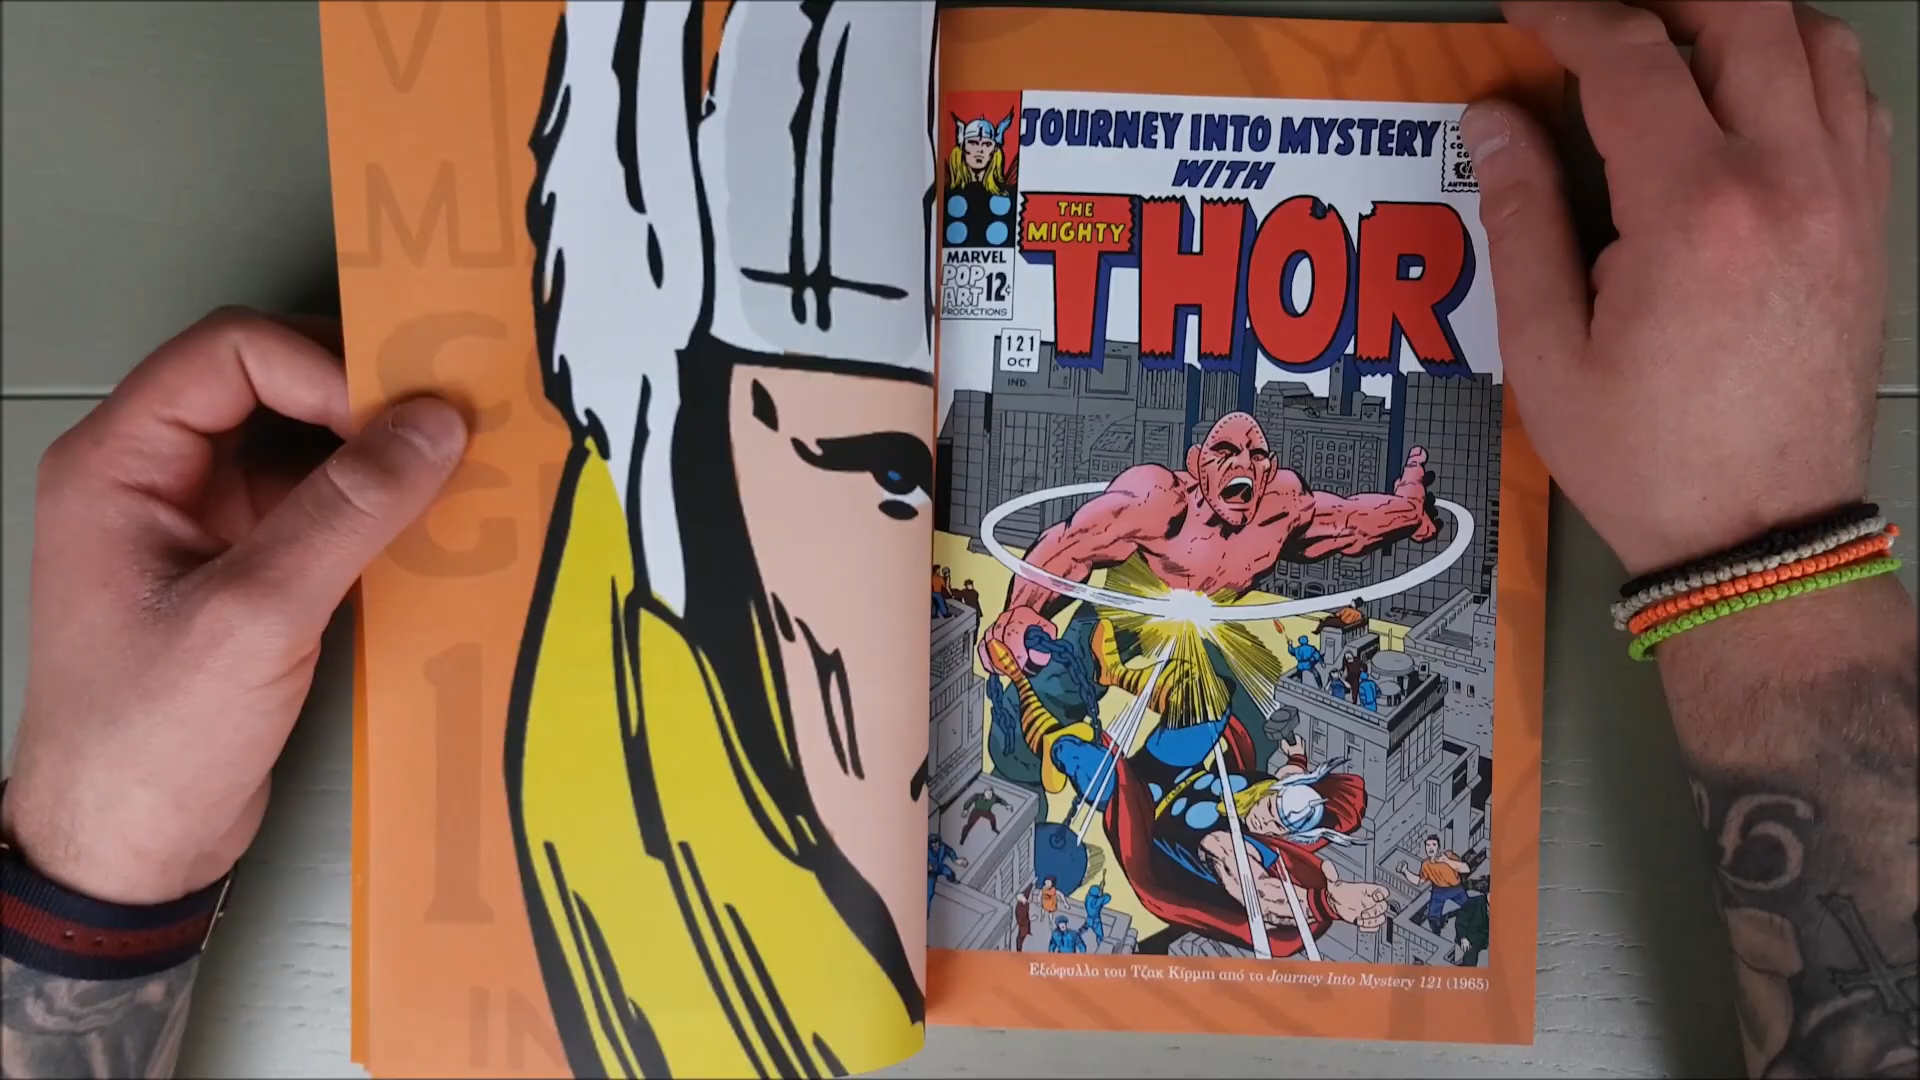 JOURNEY INTO MYSTERY
WITH
THE
MIGHTY
THOR
MARVEL
POP
ART
12¢
PRODUCTIONS
121
OCT
IND.
Εξώφυλλο του Τζακ Κίρμπι από το Journey Into Mystery 121 (1965)